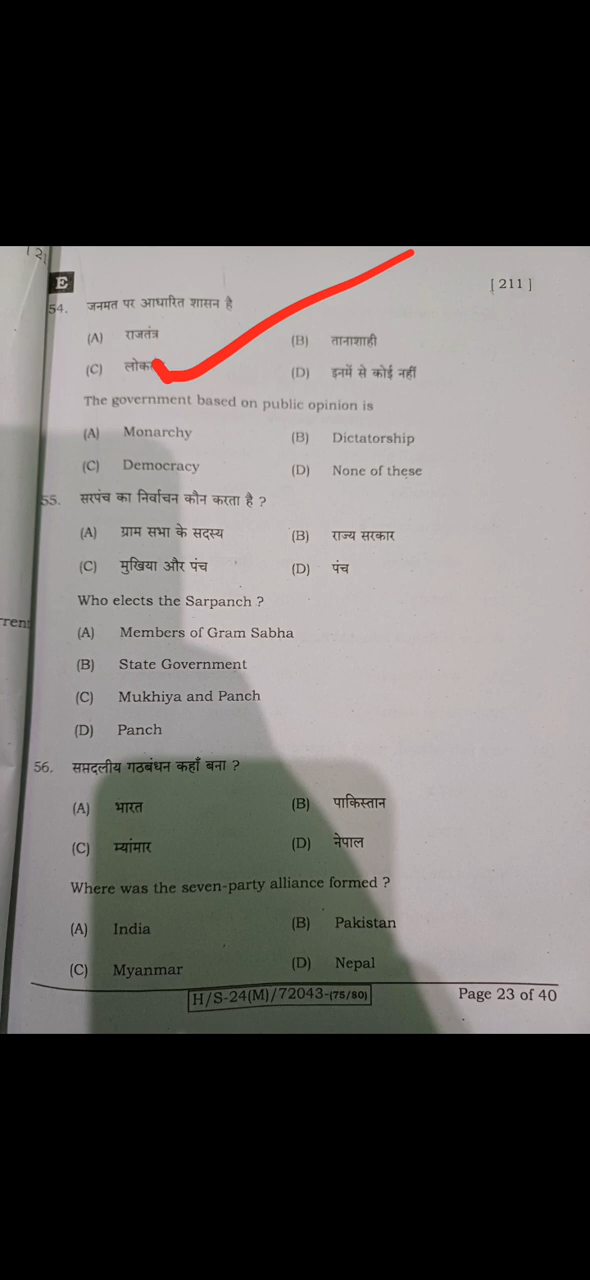 E
[ 211 ]
54. जनमत पर आधारित शासन है
(A) राजतंत्र (B) तानाशाही
(C) (D) इनमें से कोई नहीं
The government based on public opinion is
(A) Monarchy (B) Dictatorship
(C) Democracy (D) None of these
55. सरपंच का निर्वाचन कौन करता है ?
(A) ग्राम सभा के सदस्य (B) राज्य सरकार
(C) मुखिया और पंच (D) पंच
Who elects the Sarpanch ?
(A) Members of Gram Sabha
(B) State Government
(C) Mukhiya and Panch
(D) Panch
56. सप्तदलीय गठबंधन कहाँ बना ?
(A) भारत (B) पाकिस्तान
(C) म्यांमार (D) नेपाल
Where was the seven-party alliance formed ?
(A) India (B) Pakistan
(C) Myanmar (D) Nepal
H/S-24(M)/72043-(75/80) Page 23 of 40